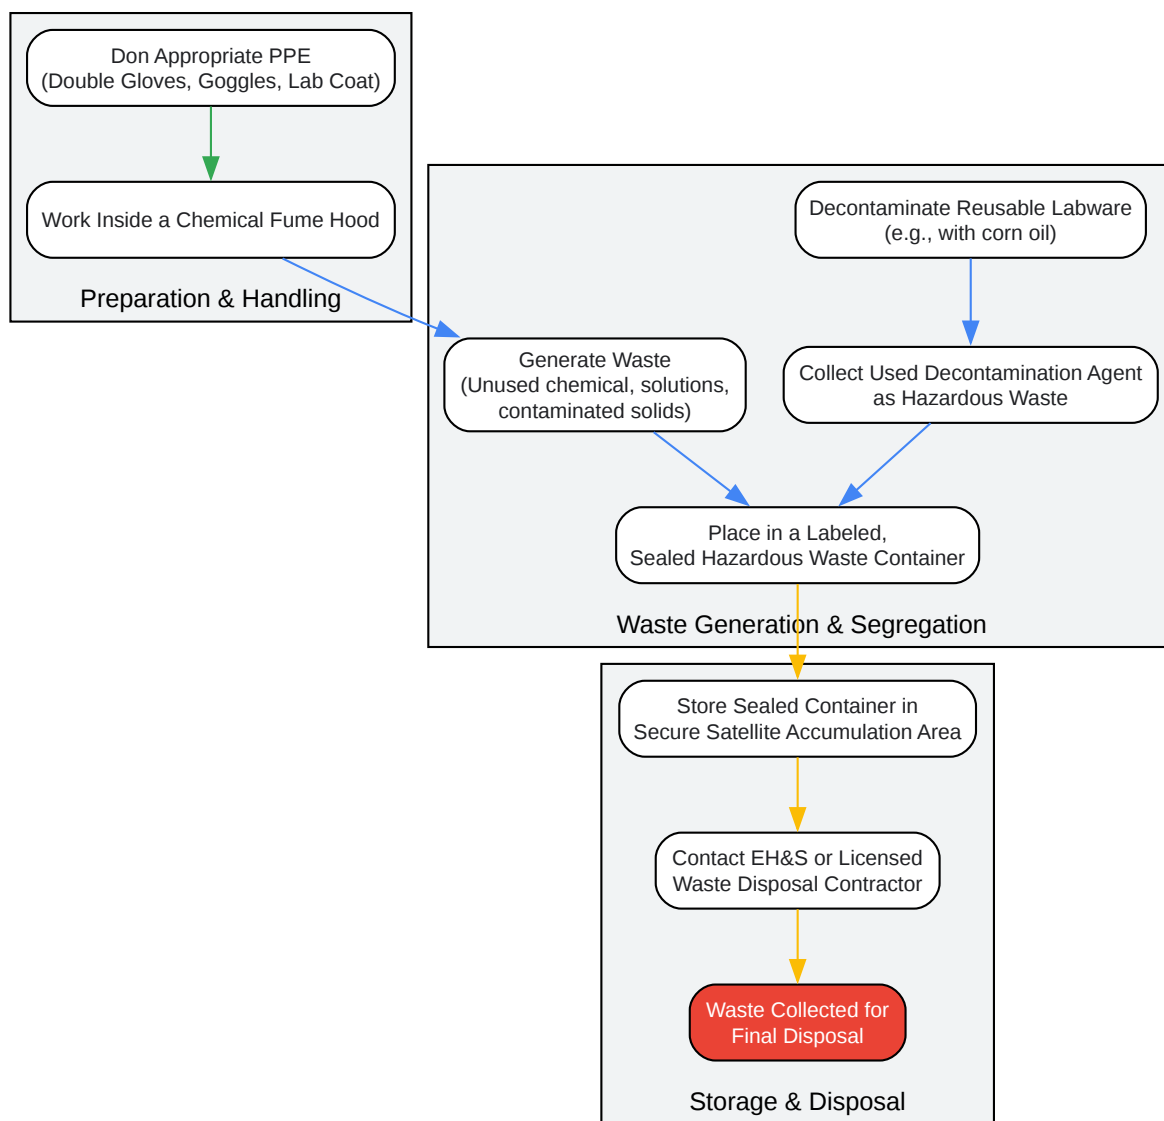 Don Appropriate PPE
(Double Gloves, Goggles, Lab Coat)
Work Inside a Chemical Fume Hood
Preparation & Handling
Decontaminate Reusable Labware
(e.g., with corn oil)
Generate Waste
(Unused chemical, solutions,
contaminated solids)
Collect Used Decontamination Agent
as Hazardous Waste
Place in a Labeled,
Sealed Hazardous Waste Container
Waste Generation & Segregation
Store Sealed Container in
Secure Satellite Accumulation Area
Contact EH&S or Licensed
Waste Disposal Contractor
Waste Collected for
Final Disposal
Storage & Disposal